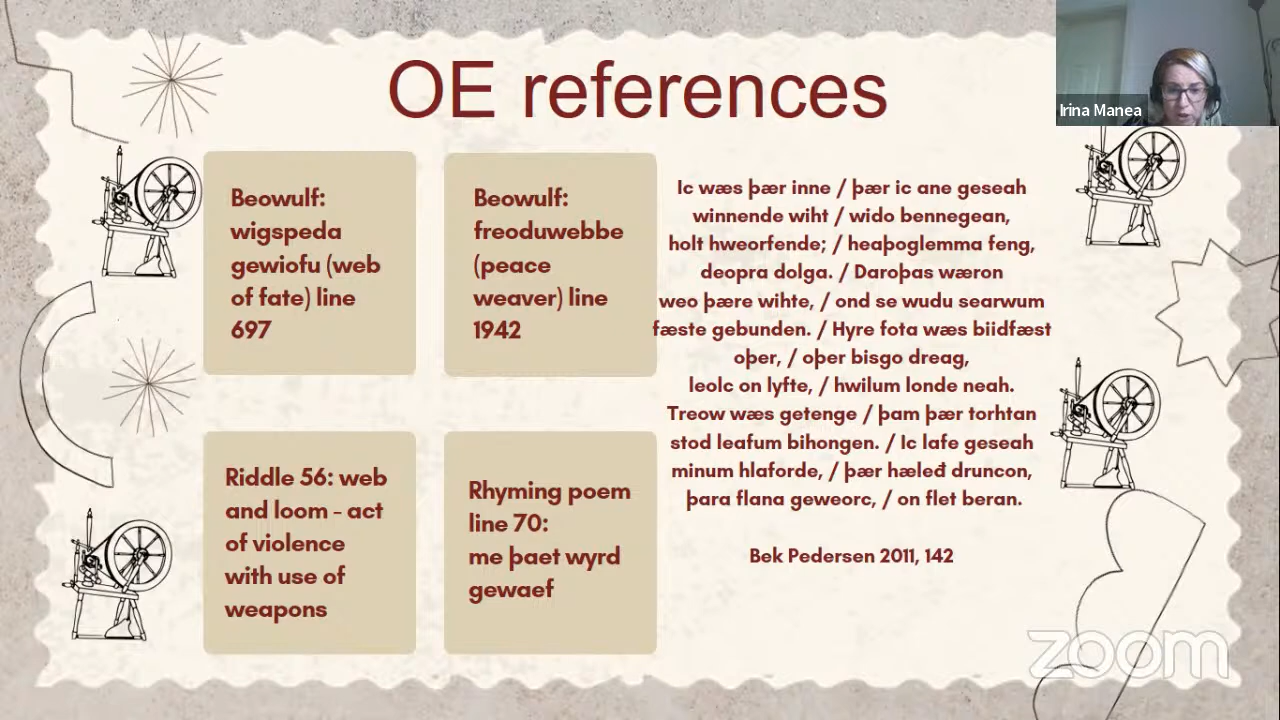 OE references
Irina Manea
Beowulf:
wigspeda
gewiofu (web
of fate) line
697
Beowulf:
freoduwebbe
(peace
weaver) line
1942
Riddle 56: web
and loom - act
of violence
with use of
weapons
Rhyming poem
line 70:
me þaet wyrd
gewaef
Ic wæs þær inne / þær ic ane geseah
winnende wiht / wido bennegean,
holt hweorfende; / heaþoglemma feng,
deopra dolga. / Daroþas wæron
weo þære wihte, / ond se wudu searwum
fæste gebunden. / Hyre fota wæs biidfæst
oþer, / oþer bisgo dreag,
leolc on lyfte, / hwilum londe neah.
Treow wæs getenge / þam þær torhtan
stod leafum bihongen. / Ic lafe geseah
minum hlaforde, / þær hæleđ druncon,
þara flana geweorc, / on flet beran.
Bek Pedersen 2011, 142
zoom